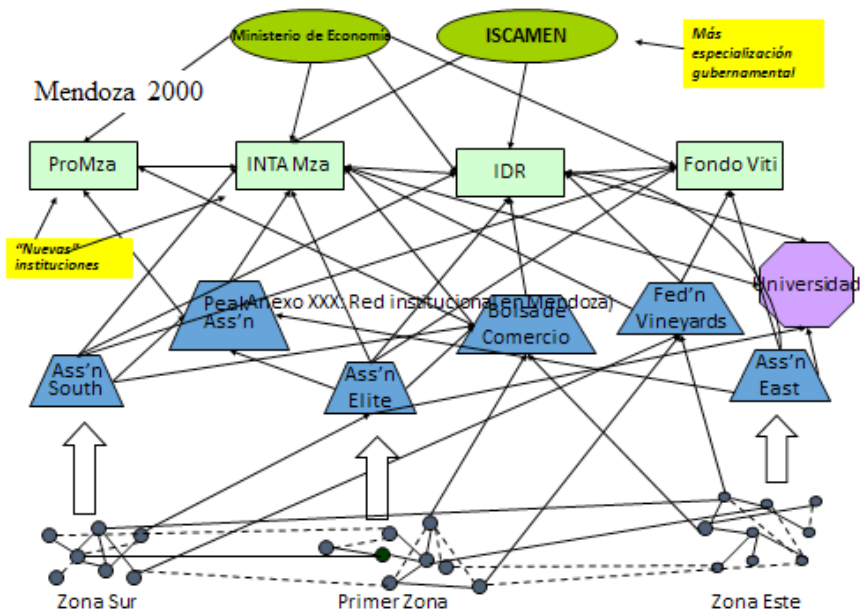 Ministerio de Economía
ISCAMEN
Más
especialización
gubernamental
Mendoza 2000
ProMza
INTA Mza
IDR
Fondo Viti
"Nuevas"
instituciones
Universidad
Peak
Ass'n
Anexo XXX: Red institucional en Mendoza)
Bolsa de
Comercio
Fed'n
Vineyards
Ass'n
South
Ass'n
Elite
Ass'n
East
Zona Sur
Primer Zona
Zona Este